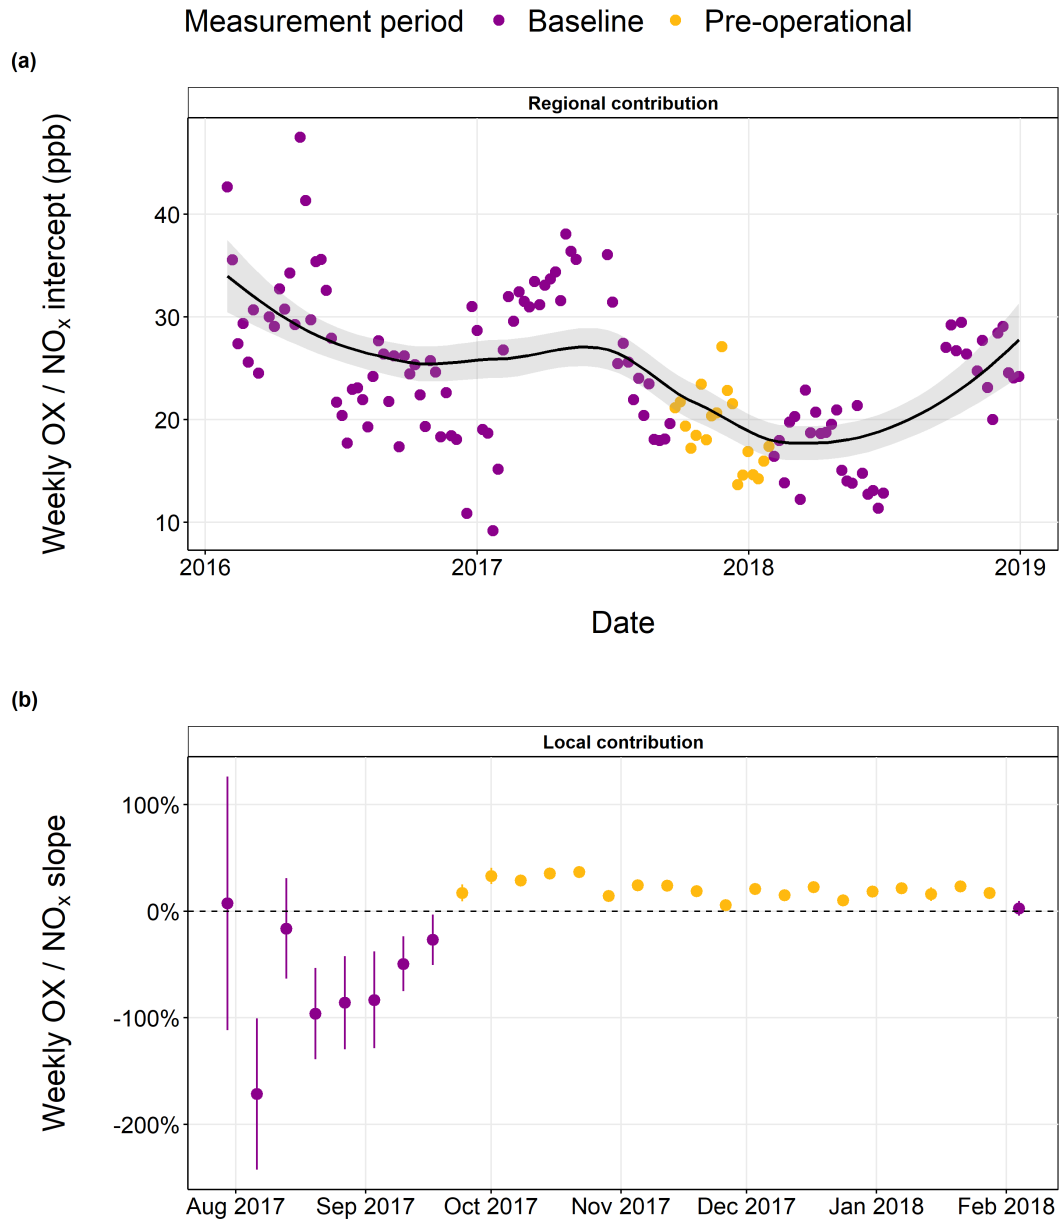 Measurement period Baseline Pre-operational
(a)
Regional contribution
Weekly OX / NOx intercept (ppb)
40
30
20
10
2016 2017 2018 2019
Date
(b)
Local contribution
Weekly OX / NOx slope
100%
0%
-100%
-200%
Aug 2017 Sep 2017 Oct 2017 Nov 2017 Dec 2017 Jan 2018 Feb 2018